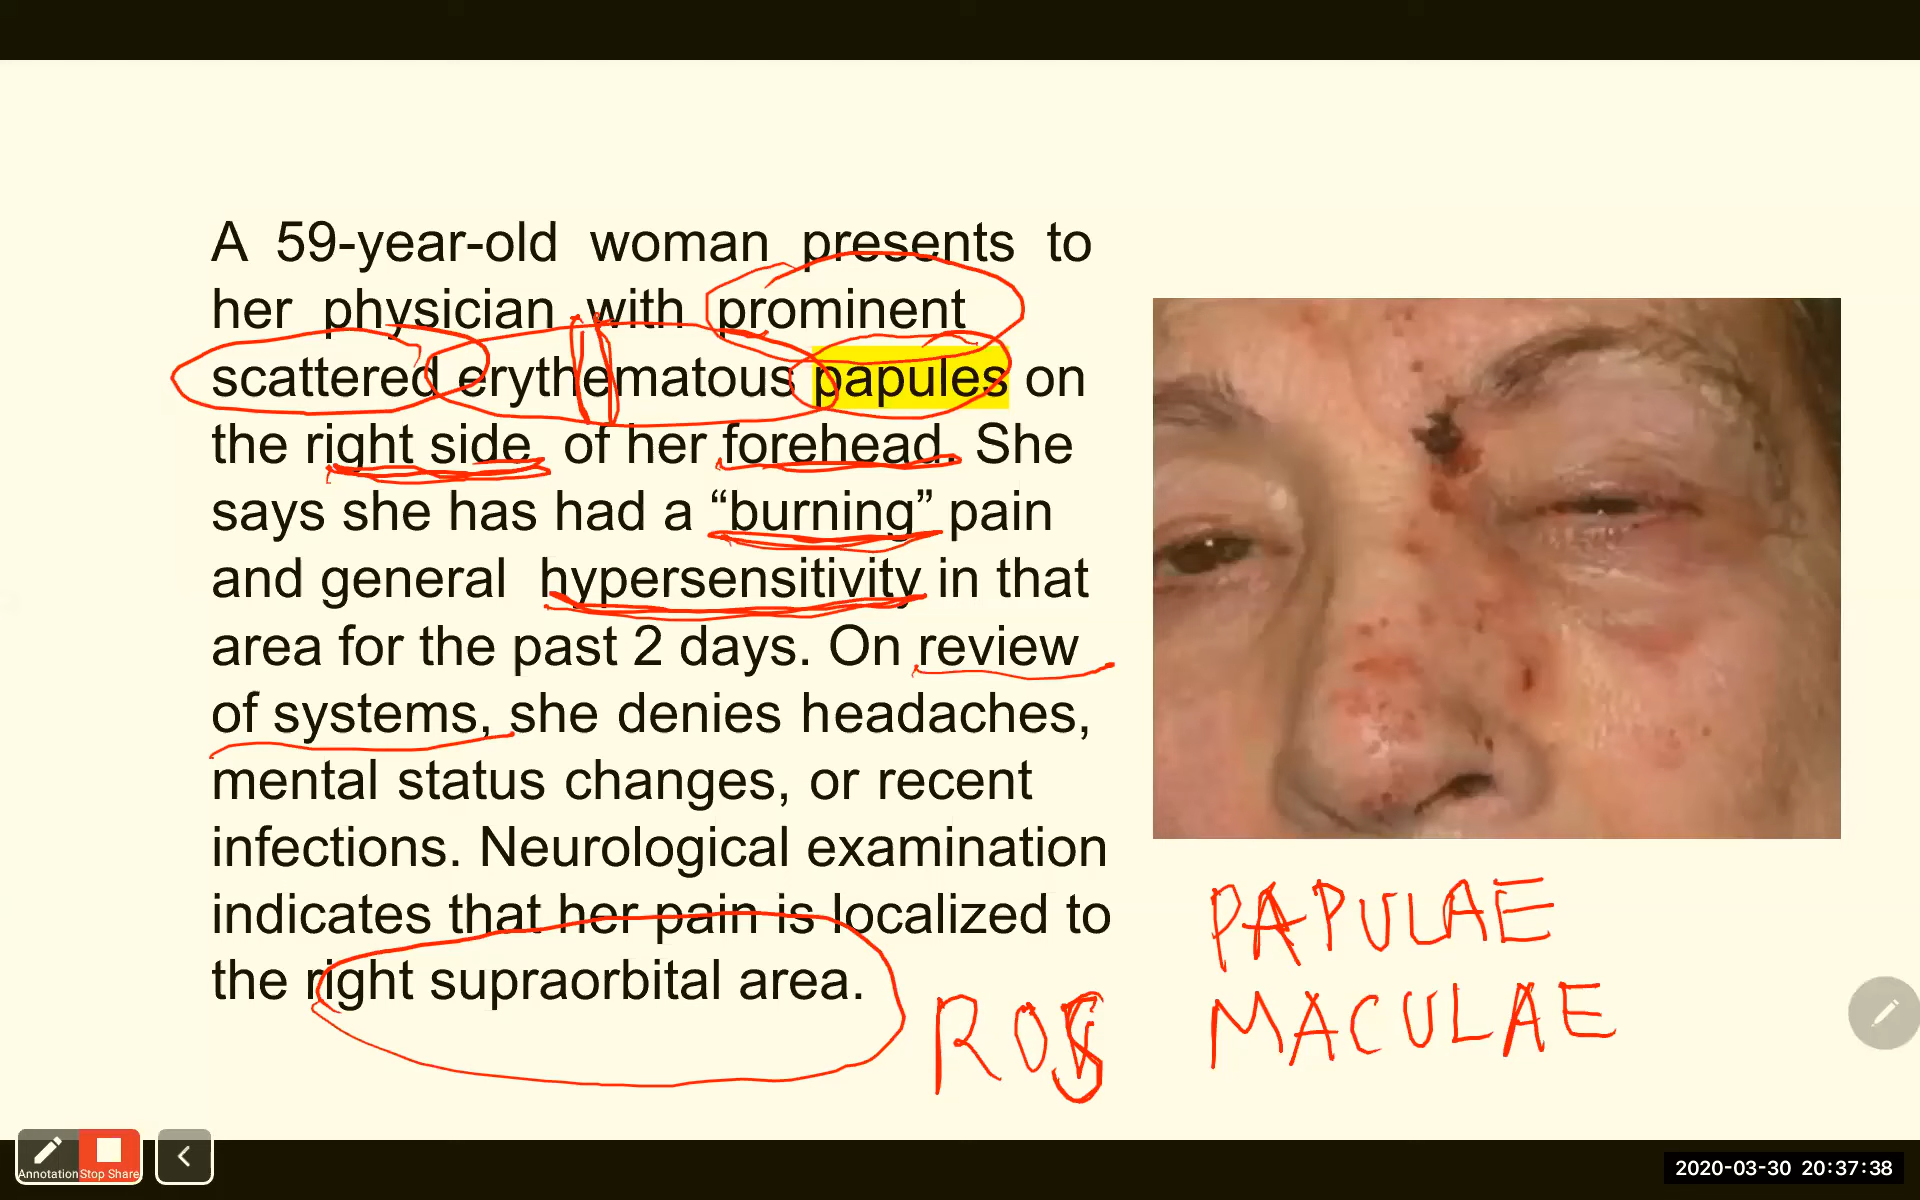 A 59-year-old woman presents to
her physician with prominent
scattered erythematous papules on
the right side of her forehead. She
says she has had a “burning” pain
and general hypersensitivity in that
area for the past 2 days. On review
of systems, she denies headaches,
mental status changes, or recent
infections. Neurological examination
indicates that her pain is localized to
the right supraorbital area.
ROS
PAPULAE
MACULAE
Annotation
Stop Share
2020-03-30 20:37:38